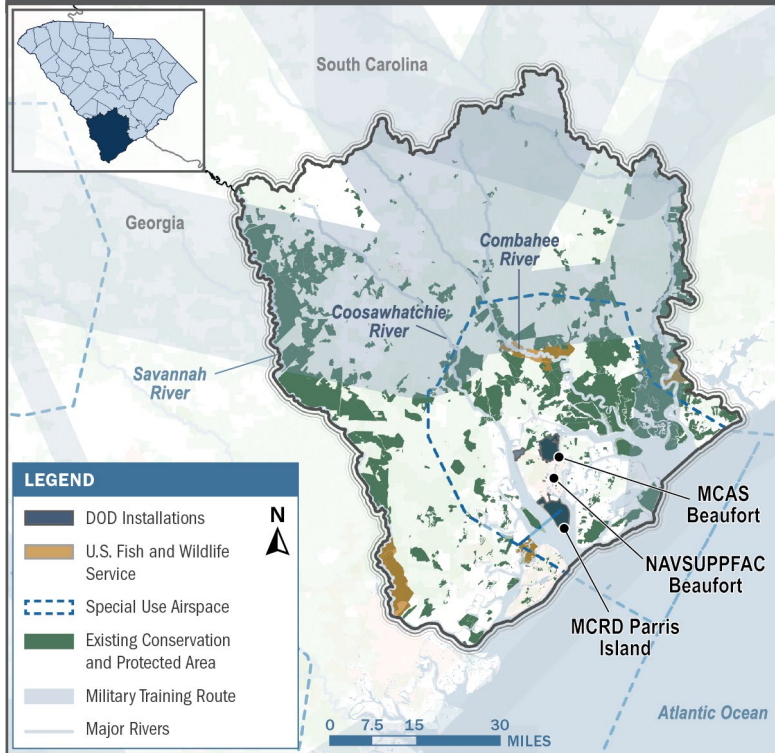 South Carolina
Georgia
Combahee
River
Coosawhatchie
River
Savannah
River
MCAS
Beaufort
NAVSUPPFAC
Beaufort
MCRD Parris
Island
Atlantic Ocean
LEGEND
N
DOD Installations
U.S. Fish and Wildlife
Service
Special Use Airspace
Existing Conservation
and Protected Area
Military Training Route
Major Rivers
0 7.5 15 30
MILES